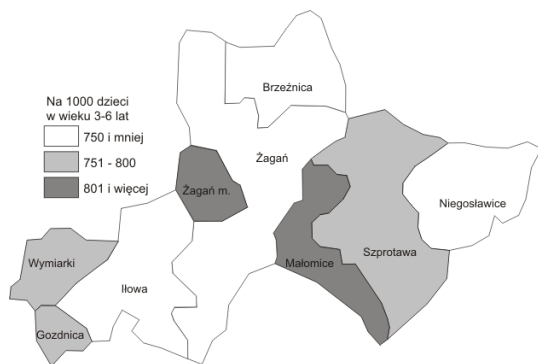 Na 1000 dzieci
w wieku 3-6 lat
750 i mniej
751 - 800
801 i więcej
Brzeźnica
Żagań
Żagań m.
Niegosławice
Szprotawa
Małomice
Wymiarki
Iłowa
Gozdnica